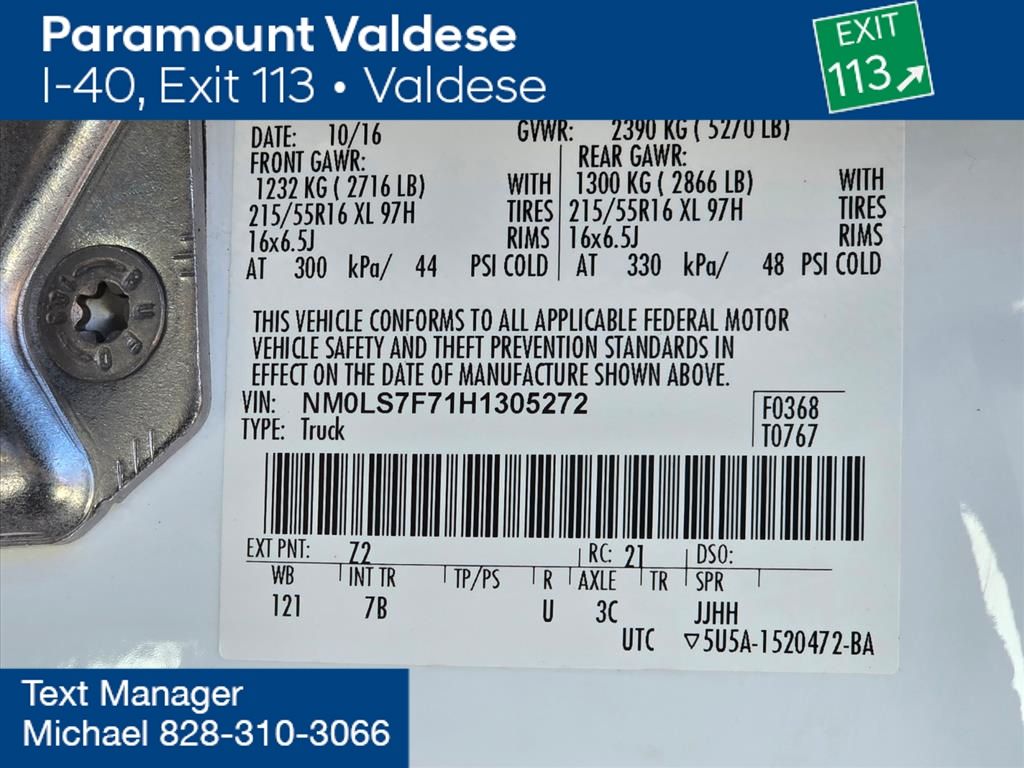 Paramount Valdese
I-40, Exit 113 • Valdese
EXIT
113
DATE: 10/16 GVWR: 2390 KG ( 5270 LB)
FRONT GAWR: REAR GAWR:
1232 KG ( 2716 LB) WITH 1300 KG ( 2866 LB) WITH
215/55R16 XL 97H TIRES 215/55R16 XL 97H TIRES
16x6.5J RIMS 16x6.5J RIMS
AT 300 kPa/ 44 PSI COLD AT 330 kPa/ 48 PSI COLD
THIS VEHICLE CONFORMS TO ALL APPLICABLE FEDERAL MOTOR
VEHICLE SAFETY AND THEFT PREVENTION STANDARDS IN
EFFECT ON THE DATE OF MANUFACTURE SHOWN ABOVE.
VIN: NM0LS7F71H1305272 F0368
TYPE: Truck T0767
EXT PNT: Z2 RC: 21 DSO:
WB INT TR TP/PS R AXLE TR SPR
121 7B U 3C JJHH
UTC ▽5U5A-1520472-BA
Text Manager
Michael 828-310-3066